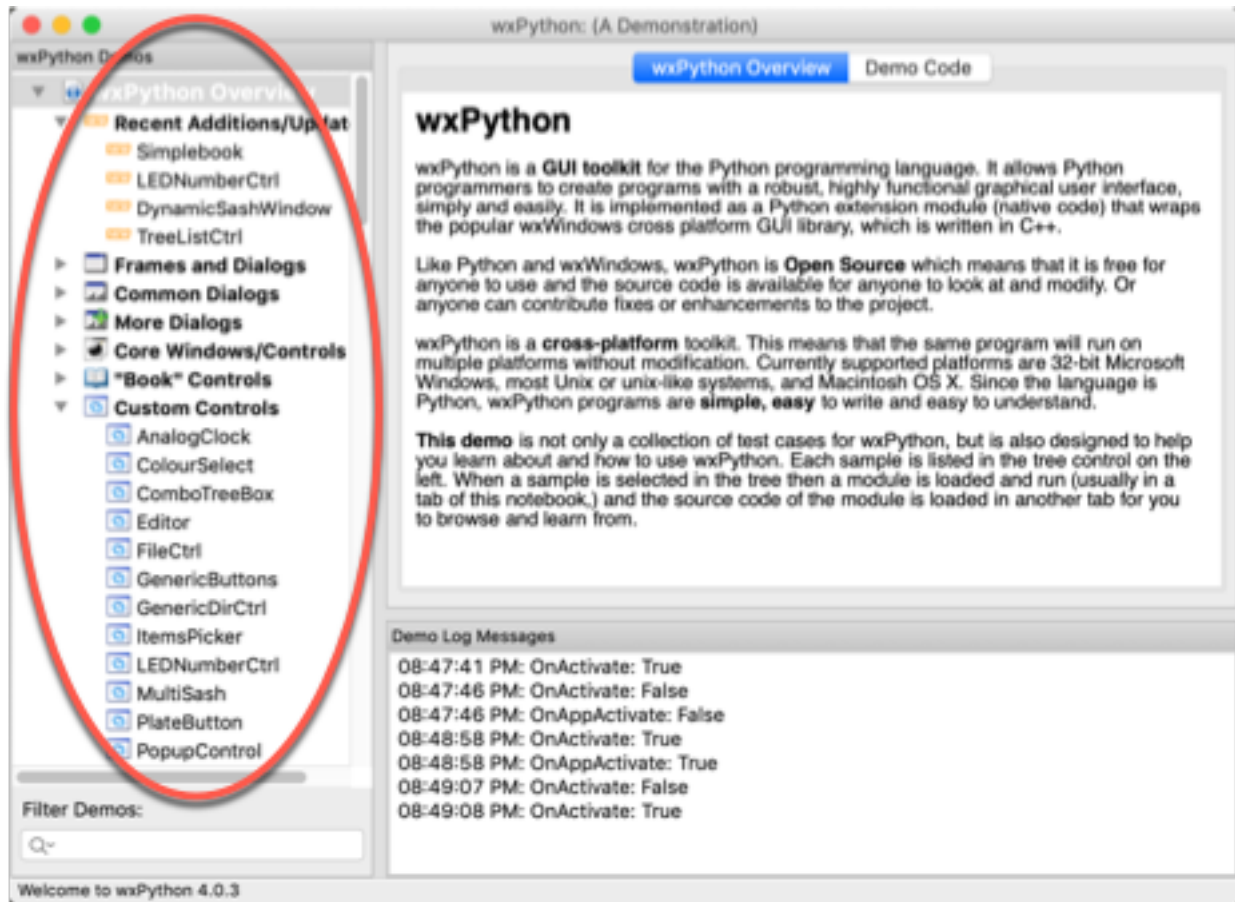 wxPython: (A Demonstration)
wxPython Demos
wxPython Overview
Recent Additions/Updat
Simplebook
LEDNumberCtrl
DynamicSashWindow
TreeListCtrl
Frames and Dialogs
Common Dialogs
More Dialogs
Core Windows/Controls
"Book" Controls
Custom Controls
AnalogClock
ColourSelect
ComboTreeBox
Editor
FileCtrl
GenericButtons
GenericDirCtrl
ItemsPicker
LEDNumberCtrl
MultiSash
PlateButton
PopupControl
Filter Demos:
wxPython Overview Demo Code
wxPython
wxPython is a GUI toolkit for the Python programming language. It allows Python
programmers to create programs with a robust, highly functional graphical user interface,
simply and easily. It is implemented as a Python extension module (native code) that wraps
the popular wxWindows cross platform GUI library, which is written in C++.
Like Python and wxWindows, wxPython is Open Source which means that it is free for
anyone to use and the source code is available for anyone to look at and modify. Or
anyone can contribute fixes or enhancements to the project.
wxPython is a cross-platform toolkit. This means that the same program will run on
multiple platforms without modification. Currently supported platforms are 32-bit Microsoft
Windows, most Unix or unix-like systems, and Macintosh OS X. Since the language is
Python, wxPython programs are simple, easy to write and easy to understand.
This demo is not only a collection of test cases for wxPython, but is also designed to help
you learn about and how to use wxPython. Each sample is listed in the tree control on the
left. When a sample is selected in the tree then a module is loaded and run (usually in a
tab of this notebook,) and the source code of the module is loaded in another tab for you
to browse and learn from.
Demo Log Messages
08:47:41 PM: OnActivate: True
08:47:46 PM: OnActivate: False
08:47:46 PM: OnAppActivate: False
08:48:58 PM: OnActivate: True
08:48:58 PM: OnAppActivate: True
08:49:07 PM: OnActivate: False
08:49:08 PM: OnActivate: True
Welcome to wxPython 4.0.3